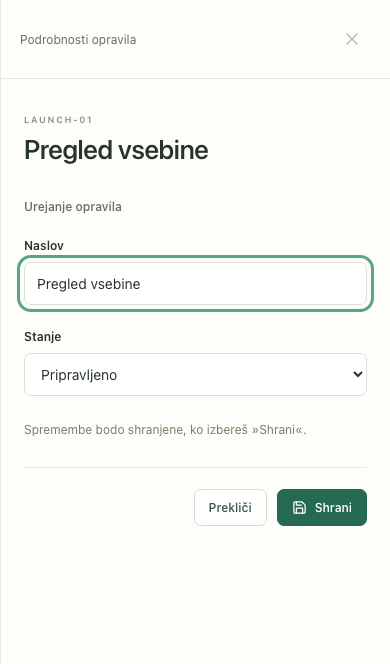 Podrobnosti opravila
LAUNCH-01
Pregled vsebine
Urejanje opravila
Naslov
Pregled vsebine
Stanje
Pripravljeno
Spremembe bodo shranjene, ko izbereš »Shrani«.
Prekliči
Shrani